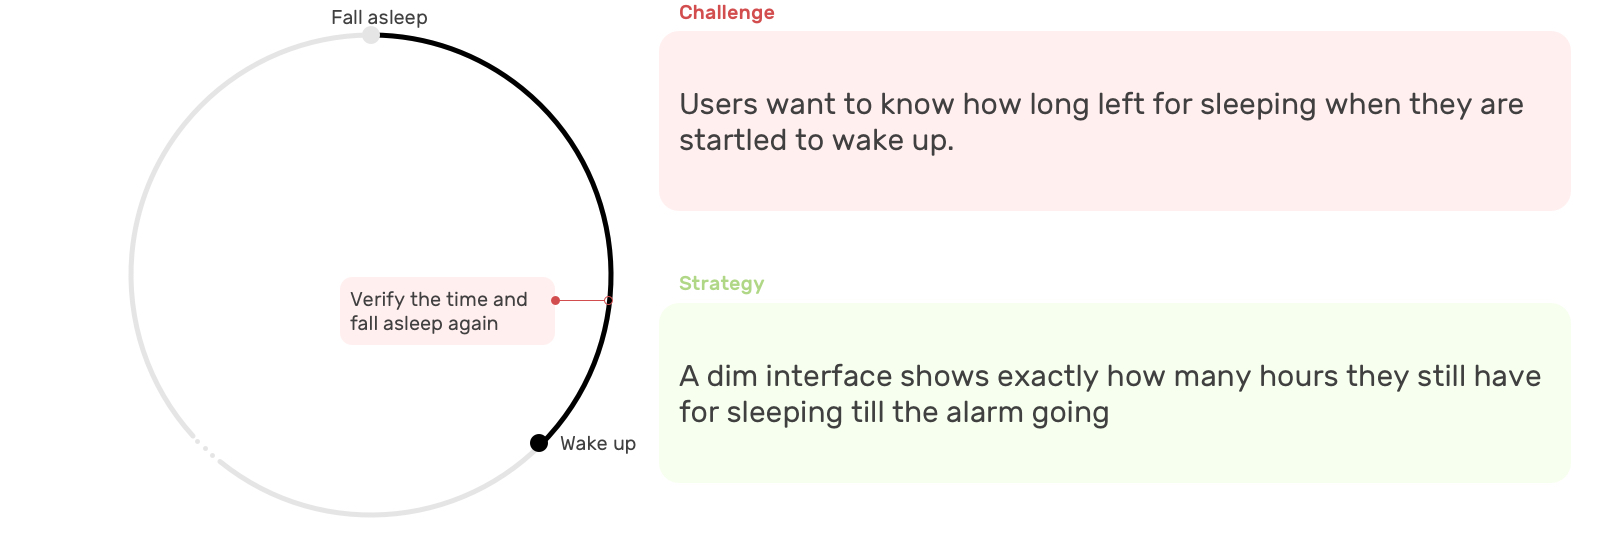 Fall asleep
Verify the time and
fall asleep again
Wake up
Challenge
Users want to know how long left for sleeping when they are
startled to wake up.
Strategy
A dim interface shows exactly how many hours they still have
for sleeping till the alarm going